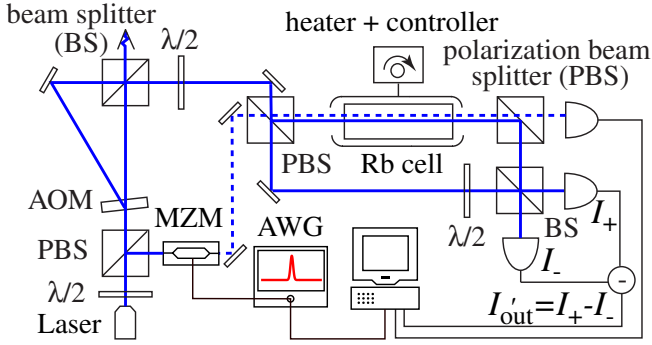 beam splitter
(BS)
λ/2
heater + controller
polarization beam
splitter (PBS)
PBS
Rb cell
AOM
MZM
AWG
λ/2
BS
I+
PBS
I-
-
λ/2
I'out=I+-I-
Laser